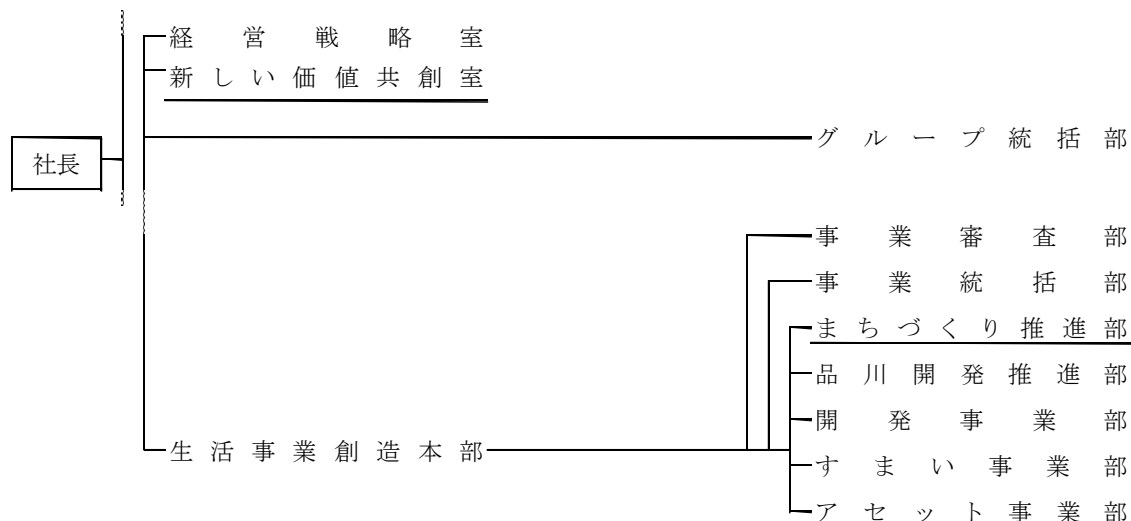 経営戦略室
新しい価値共創室
グループ統括部
社長
事業審査部
事業統括部
まちづくり推進部
品川開発推進部
開発事業部
生活事業創造本部
すまい事業部
アセット事業部